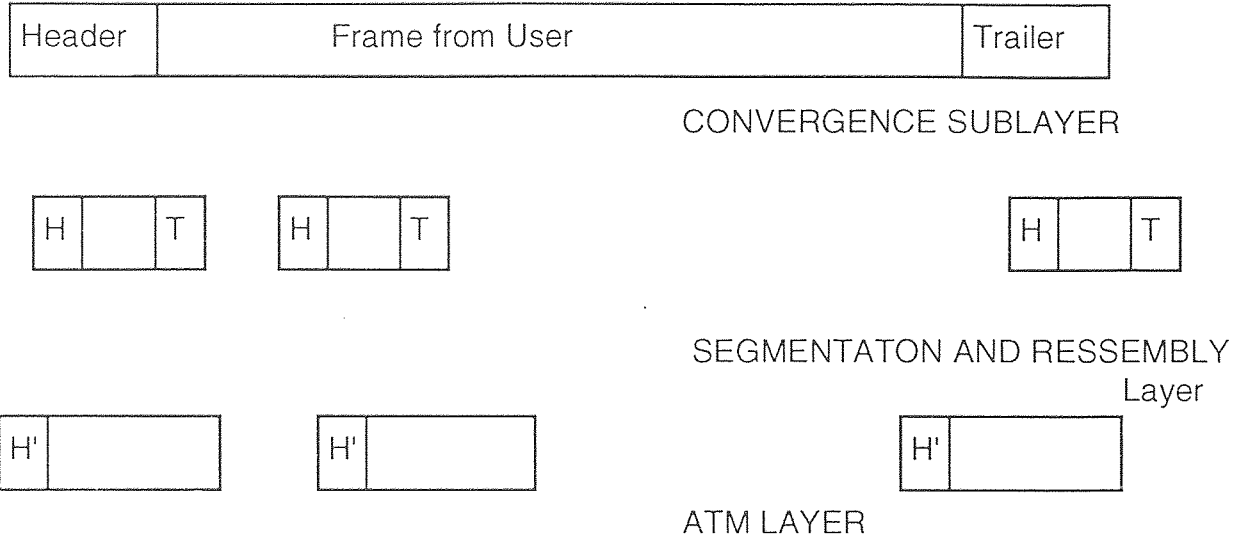 Header Frame from User Trailer
CONVERGENCE SUBLAYER
H T H T H T
SEGMENTATON AND RESSEMBLY
Layer
H' H' H'
ATM LAYER